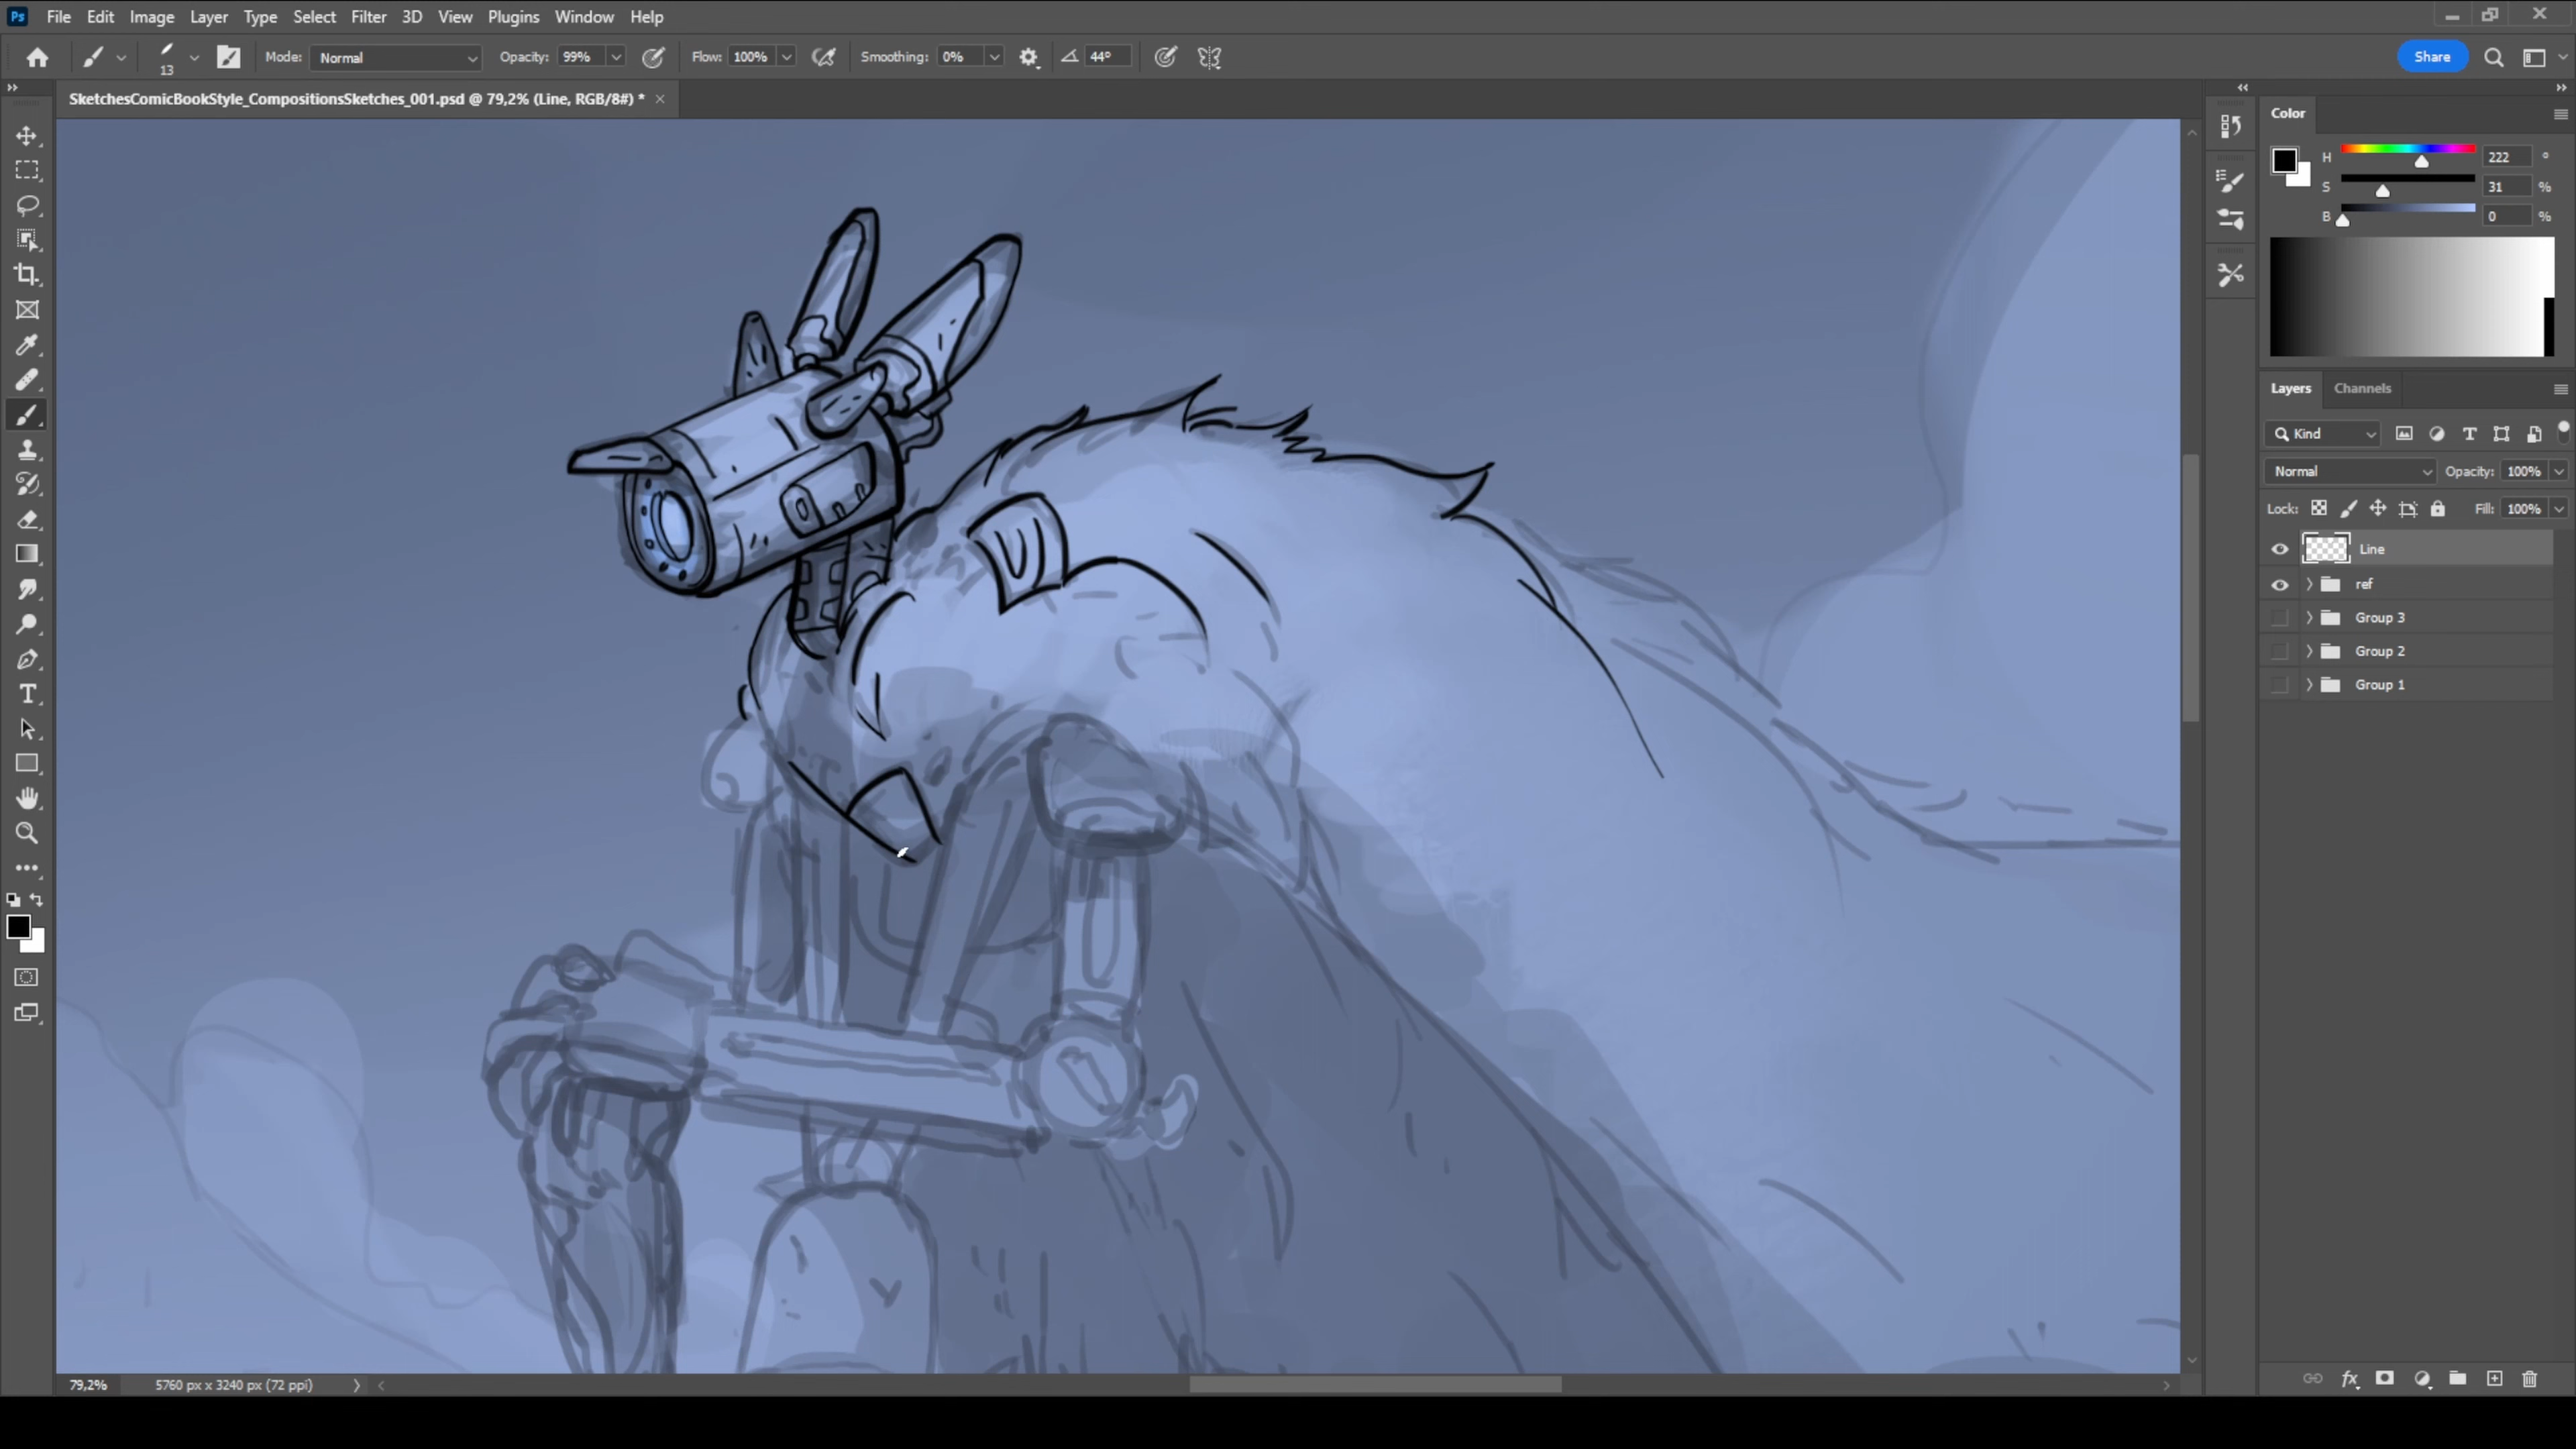 Ps File Edit Image Layer Type Select Filter 3D View Plugins Window Help
13 Mode: Normal Opacity: 99% Flow: 100% Smoothing: 0% 44° Share
SketchesComicBookStyle_CompositionsSketches_001.psd @ 79,2% (Line, RGB/8#) * ×
Color
H 222 °
S 31 %
B 0 %
Layers Channels
Kind
Normal Opacity: 100%
Lock: Fill: 100%
Line
ref
Group 3
Group 2
Group 1
79,2% 5760 px x 3240 px (72 ppi)